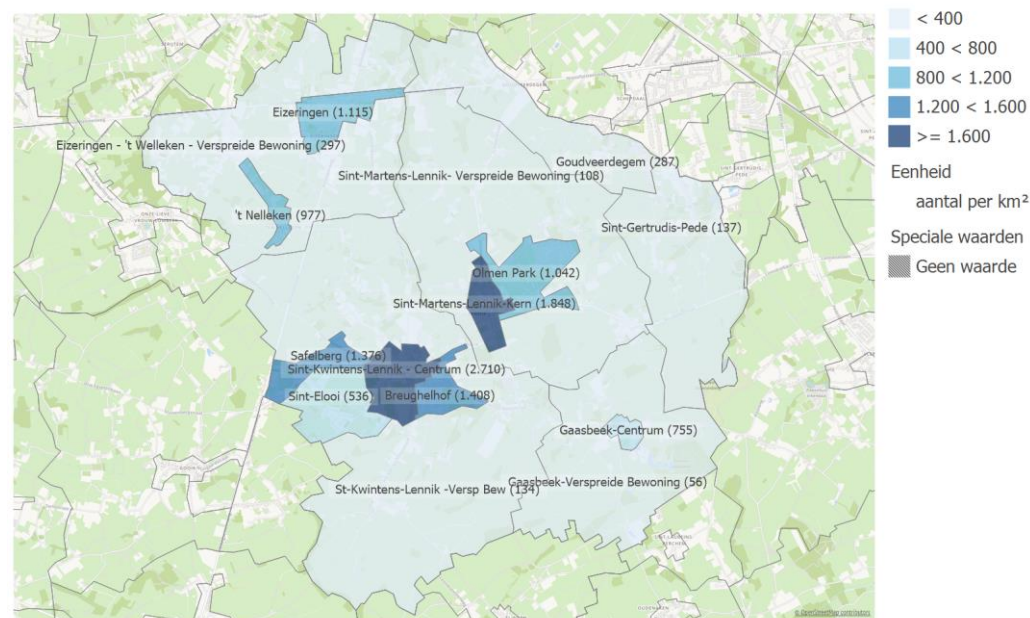 Eizeringen (1.115)
Eizeringen - 't Welleken - Verspreide Bewoning (297)
Goudveerdegem (287)
Sint-Martens-Lennik- Verspreide Bewoning (108)
't Nelleken (977)
Sint-Gertrudis-Pede (137)
Olmen Park (1.042)
Sint-Martens-Lennik-Kern (1.848)
Safelberg (1.376)
Sint-Kwintens-Lennik - Centrum (2.710)
Sint-Elooi (536)
Breughelhof (1.408)
Gaasbeek-Centrum (755)
Gaasbeek-Verspreide Bewoning (56)
St-Kwintens-Lennik -Versp Bew (134)
© OpenStreetMap contributors
< 400
400 < 800
800 < 1.200
1.200 < 1.600
>= 1.600
Eenheid
aantal per km²
Speciale waarden
Geen waarde